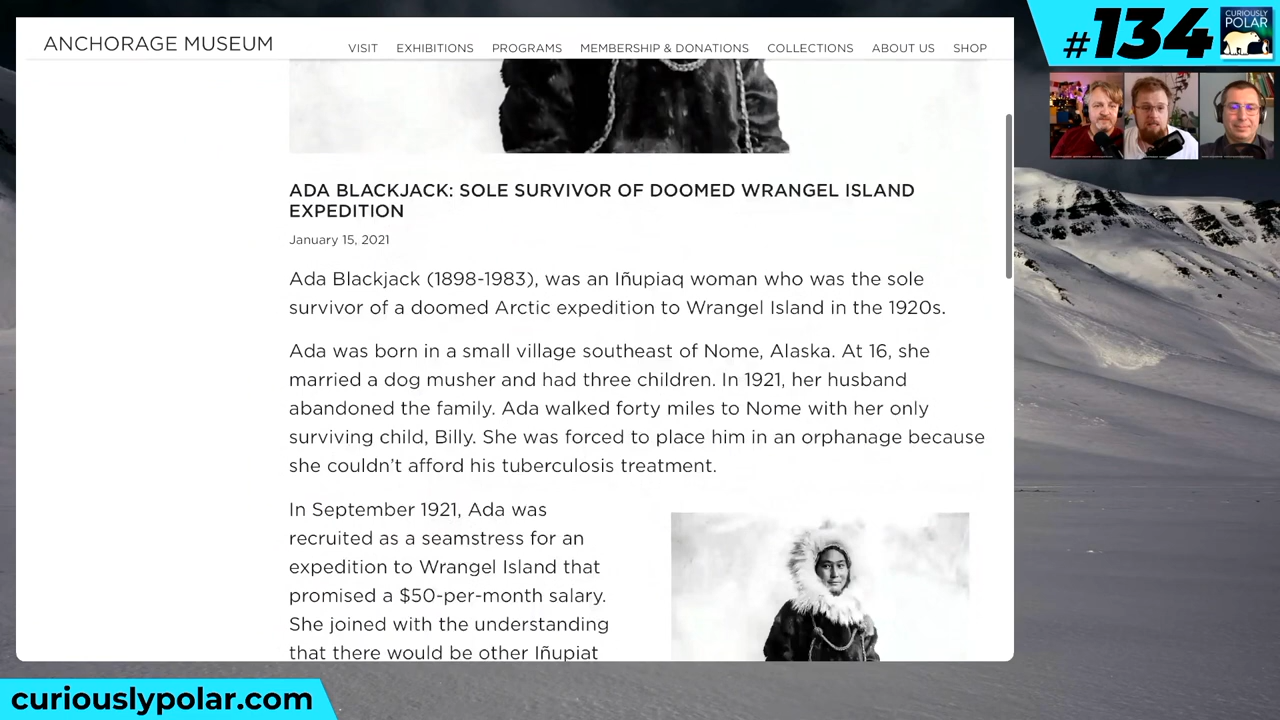 ANCHORAGE MUSEUM
VISIT EXHIBITIONS PROGRAMS MEMBERSHIP & DONATIONS COLLECTIONS ABOUT US SHOP
#134
CURIOUSLY
POLAR
ADA BLACKJACK: SOLE SURVIVOR OF DOOMED WRANGEL ISLAND
EXPEDITION
January 15, 2021
Ada Blackjack (1898-1983), was an Iñupiaq woman who was the sole
survivor of a doomed Arctic expedition to Wrangel Island in the 1920s.
Ada was born in a small village southeast of Nome, Alaska. At 16, she
married a dog musher and had three children. In 1921, her husband
abandoned the family. Ada walked forty miles to Nome with her only
surviving child, Billy. She was forced to place him in an orphanage because
she couldn't afford his tuberculosis treatment.
In September 1921, Ada was
recruited as a seamstress for an
expedition to Wrangel Island that
promised a $50-per-month salary.
She joined with the understanding
that there would be other Iñupiat
curiouslypolar.com